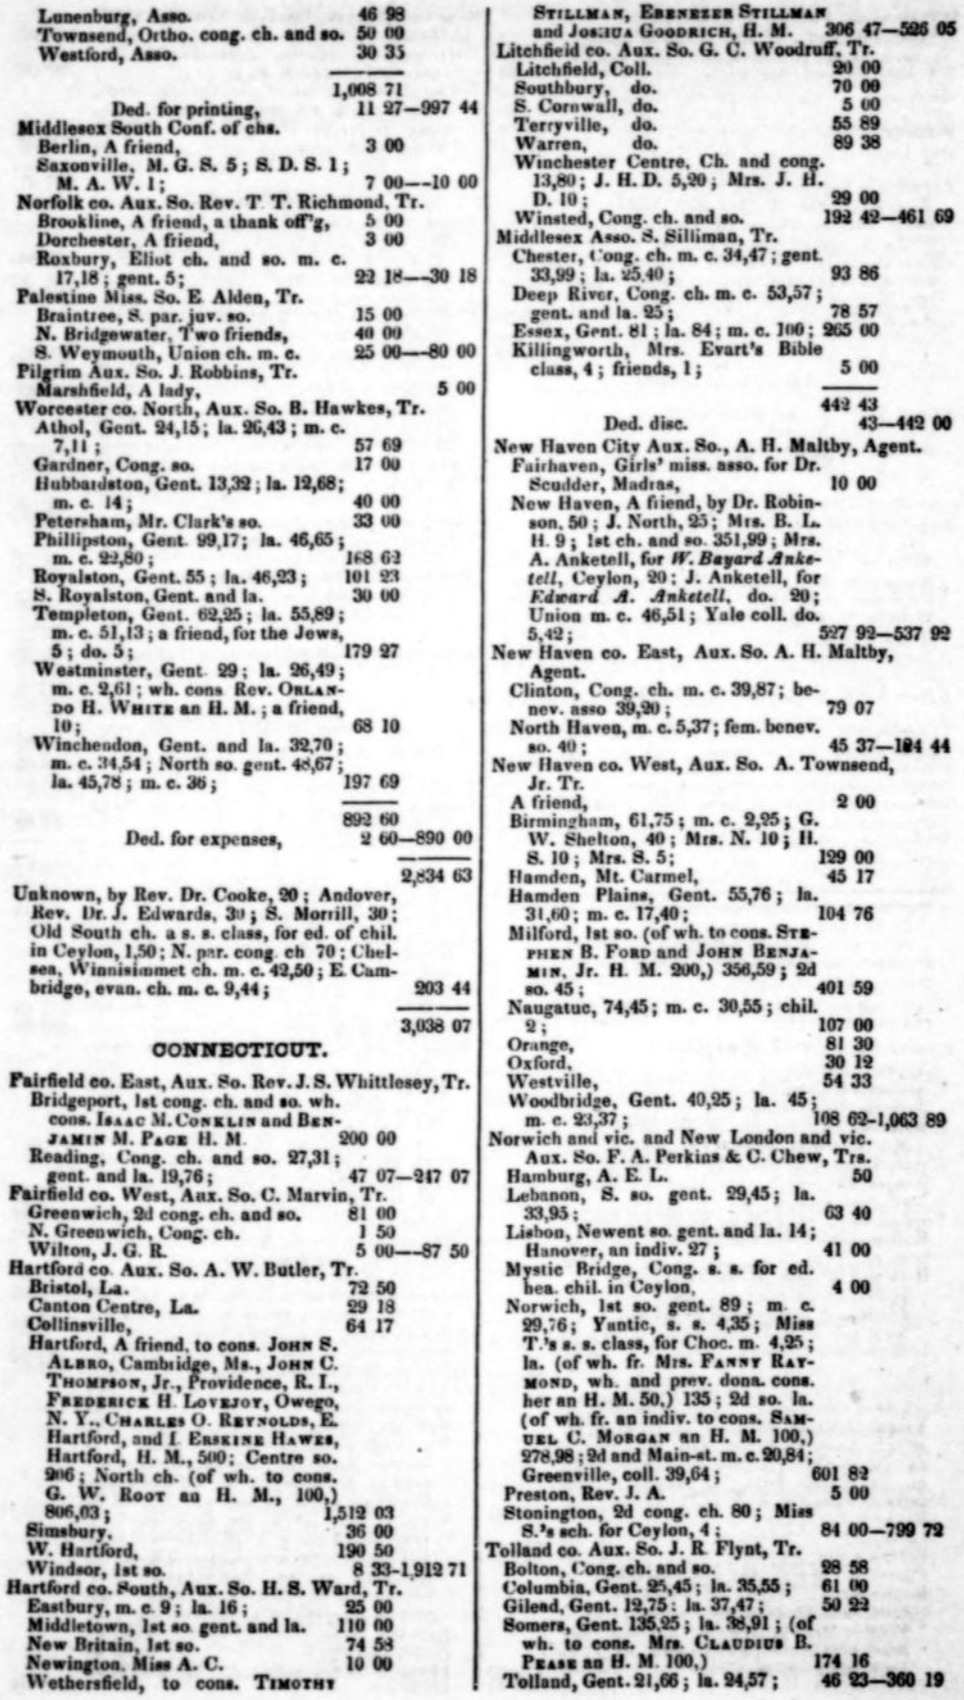 Lunenburg, Asso. 46 98
Townsend, Ortho. cong. ch. and so. 50 00
Westford, Asso. 30 35
1,008 71
Ded. for printing, 11 27—997 44
Middlesex South Conf. of chs.
Berlin, A friend, 3 00
Saxonville, M. G. S. 5; S. D. S. 1;
M. A. W. 1; 7 00—10 00
Norfolk co. Aux. So. Rev. T. T. Richmond, Tr.
Brookline, A friend, a thank off'g, 5 00
Dorchester, A friend, 3 00
Roxbury, Eliot ch. and so. m. c.
17,18; gent. 5; 22 18—30 18
Palestine Miss. So. E. Alden, Tr.
Braintree, S. par. juv. so. 15 00
N. Bridgewater, Two friends, 40 00
S. Weymouth, Union ch. m. c. 25 00—80 00
Pilgrim Aux. So. J. Robbins, Tr.
Marshfield, A lady, 5 00
Worcester co. North, Aux. So. B. Hawkes, Tr.
Athol, Gent. 24,15; la. 26,43; m. c.
7,11; 57 69
Gardner, Cong. so. 17 00
Hubbardston, Gent. 13,32; la. 12,68;
m. c. 14; 40 00
Petersham, Mr. Clark's so. 33 00
Phillipston, Gent. 99,17; la. 46,65;
m. c. 22,80; 168 62
Royalston, Gent. 55; la. 46,23; 101 23
S. Royalston, Gent. and la. 30 00
Templeton, Gent. 62,25; la. 55,89;
m. c. 51,13; a friend, for the Jews,
5; do. 5; 179 27
Westminster, Gent. 29; la. 26,49;
m. c. 2,61; wh. cons. Rev. ORLAN-
DO H. WHITE an H. M.; a friend,
10; 68 10
Winchendon, Gent. and la. 32,70;
m. c. 34,54; North so. gent. 48,67;
la. 45,78; m. c. 36; 197 69
892 60
Ded. for expenses, 2 60—890 00
2,834 63
Unknown, by Rev. Dr. Cooke, 20; Andover,
Rev. Dr. J. Edwards, 30; S. Morrill, 30;
Old South ch. a s. s. class, for ed. of chil.
in Ceylon, 1,50; N. par. cong. ch 70; Chel-
sea, Winnisimmet ch. m. c. 42,50; E. Cam-
bridge, evan. ch. m. c. 9,44; 203 44
3,038 07
CONNECTICUT.
Fairfield co. East, Aux. So. Rev. J. S. Whittlesey, Tr.
Bridgeport, 1st cong. ch. and so. wh.
cons. ISAAC M. CONKLIN and BEN-
JAMIN M. PAGE H. M. 200 00
Reading, Cong. ch. and so. 27,31;
gent. and la. 19,76; 47 07—247 07
Fairfield co. West, Aux. So. C. Marvin, Tr.
Greenwich, 2d cong. ch. and so. 81 00
N. Greenwich, Cong. ch. 1 50
Wilton, J. G. R. 5 00—87 50
Hartford co. Aux. So. A. W. Butler, Tr.
Bristol, La. 72 50
Canton Centre, La. 29 18
Collinsville, 64 17
Hartford, A friend, to cons. JOHN S.
ALBRO, Cambridge, Ms., JOHN C.
THOMPSON, Jr., Providence, R. I.,
FREDERICK H. LOVEJOY, Owego,
N. Y., CHARLES O. REYNOLDS, E.
Hartford, and I. ERSKINE HAWES,
Hartford, H. M., 500; Centre so.
206; North ch. (of wh. to cons.
G. W. ROOT an H. M., 100,)
806,03; 1,512 03
Simsbury, 36 00
W. Hartford, 190 50
Windsor, 1st so. 8 33-1,912 71
Hartford co. South, Aux. So. H. S. Ward, Tr.
Eastbury, m. c. 9; la. 16; 25 00
Middletown, 1st so. gent. and la. 110 00
New Britain, 1st so. 74 58
Newington, Miss A. C. 10 00
Wethersfield, to cons. TIMOTHY
STILLMAN, EBENEZER STILLMAN
and JOSHUA GOODRICH, H. M. 306 47—526 05
Litchfield co. Aux. So. G. C. Woodruff, Tr.
Litchfield, Coll. 20 00
Southbury, do. 70 00
S. Cornwall, do. 5 00
Terryville, do. 55 89
Warren, do. 89 38
Winchester Centre, Ch. and cong.
13,80; J. H. D. 5,20; Mrs. J. H.
D. 10; 29 00
Winsted, Cong. ch. and so. 192 42—461 69
Middlesex Asso. S. Silliman, Tr.
Chester, Cong. ch. m. c. 34,47; gent.
33,99; la. 25,40; 93 86
Deep River, Cong. ch. m. c. 53,57;
gent. and la. 25; 78 57
Essex, Gent. 81; la. 84; m. c. 100; 265 00
Killingworth, Mrs. Evart's Bible
class, 4; friends, 1; 5 00
442 43
Ded. disc. 43—442 00
New Haven City Aux. So., A. H. Maltby, Agent.
Fairhaven, Girls' miss. asso. for Dr.
Scudder, Madras, 10 00
New Haven, A friend, by Dr. Robin-
son, 50; J. North, 25; Mrs. B. L.
H. 9; 1st ch. and so. 351,99; Mrs.
A. Anketell, for W. Bayard Anke-
tell, Ceylon, 20; J. Anketell, for
Edward A. Anketell, do. 20;
Union m. c. 46,51; Yale coll. do.
5,42; 527 92—537 92
New Haven co. East, Aux. So. A. H. Maltby,
Agent.
Clinton, Cong. ch. m. c. 39,87; be-
nev. asso 39,20; 79 07
North Haven, m. c. 5,37; fem. benev.
so. 40; 45 37—124 44
New Haven co. West, Aux. So. A. Townsend,
Jr. Tr.
A friend, 2 00
Birmingham, 61,75; m. c. 2,25; G.
W. Shelton, 40; Mrs. N. 10; H.
S. 10; Mrs. S. 5; 129 00
Hamden, Mt. Carmel, 45 17
Hamden Plains, Gent. 55,76; la.
31,60; m. c. 17,40; 104 76
Milford, 1st so. (of wh. to cons. STE-
PHEN B. FORD and JOHN BENJA-
MIN, Jr. H. M. 200,) 356,59; 2d
so. 45; 401 59
Naugatuc, 74,45; m. c. 30,55; chil.
2; 107 00
Orange, 81 30
Oxford, 30 12
Westville, 54 33
Woodbridge, Gent. 40,25; la. 45;
m. c. 23,37; 108 62-1,063 89
Norwich and vic. and New London and vic.
Aux. So. F. A. Perkins & C. Chew, Trs.
Hamburg, A. E. L. 50
Lebanon, S. so. gent. 29,45; la.
33,95; 63 40
Lisbon, Newent so. gent. and la. 14;
Hanover, an indiv. 27; 41 00
Mystic Bridge, Cong. s. s. for ed.
hea. chil. in Ceylon, 4 00
Norwich, 1st so. gent. 89; m. c.
29,76; Yantic, s. s. 4,35; Miss
T.'s s. s. class, for Choc. m. 4,25;
la. (of wh. fr. Mrs. FANNY RAY-
MOND, wh. and prev. dona. cons.
her an H. M. 50,) 135; 2d so. la.
(of wh. fr. an indiv. to cons. SAM-
UEL C. MORGAN an H. M. 100,)
278,98; 2d and Main-st. m. c. 20,84;
Greenville, coll. 39,64; 601 82
Preston, Rev. J. A. 5 00
Stonington, 2d cong. ch. 80; Miss
S.'s sch. for Ceylon, 4; 84 00—799 72
Tolland co. Aux. So. J. R. Flynt, Tr.
Bolton, Cong. ch. and so. 28 58
Columbia, Gent. 25,45; la. 35,55; 61 00
Gilead, Gent. 12,75; la. 37,47; 50 22
Somers, Gent. 135,25; la. 38,91; (of
wh. to cons. Mrs. CLAUDIUS B.
PEASE an H. M. 100,) 174 16
Tolland, Gent. 21,66; la. 24,57; 46 23—360 19